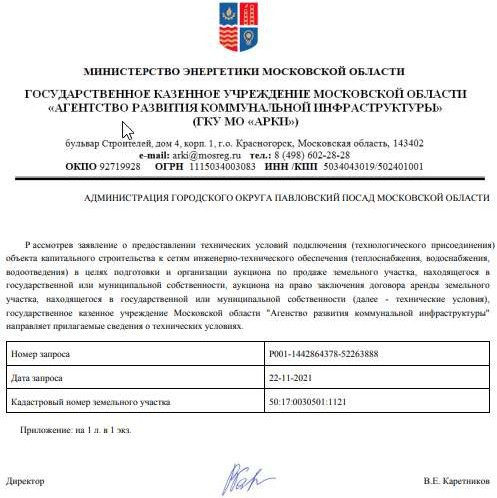 МИНИСТЕРСТВО ЭНЕРГЕТИКИ МОСКОВСКОЙ ОБЛАСТИ
ГОСУДАРСТВЕННОЕ КАЗЕННОЕ УЧРЕЖДЕНИЕ МОСКОВСКОЙ ОБЛАСТИ
«АГЕНТСТВО РАЗВИТИЯ КОММУНАЛЬНОЙ ИНФРАСТРУКТУРЫ»
(ГКУ МО «АРКИ»)
бульвар Строителей, дом 4, корп. 1, г.о. Красногорск, Московская область, 143402
e-mail: arki@mosreg.ru тел.: 8 (498) 602-28-28
ОКПО 92719928 ОГРН 1115034003083 ИНН /КПП 5034043019/502401001
АДМИНИСТРАЦИЯ ГОРОДСКОГО ОКРУГА ПАВЛОВСКИЙ ПОСАД МОСКОВСКОЙ ОБЛАСТИ
Рассмотрев заявление о предоставлении технических условий подключения (технологического присоединения)
объекта капитального строительства к сетям инженерно-технического обеспечения (теплоснабжения, водоснабжения,
водоотведения) в целях подготовки и организации аукциона по продаже земельного участка, находящегося в
государственной или муниципальной собственности, аукциона на право заключения договора аренды земельного
участка, находящегося в государственной или муниципальной собственности (далее - технические условия),
государственное казенное учреждение Московской области "Агенство развития коммунальной инфраструктуры"
направляет прилагаемые сведения о технических условиях.
Номер запроса P001-1442864378-52263888
Дата запроса 22-11-2021
Кадастровый номер земельного участка 50:17:0030501:1121
Приложение: на 1 л. в 1 экз.
Директор В.Е. Каретников